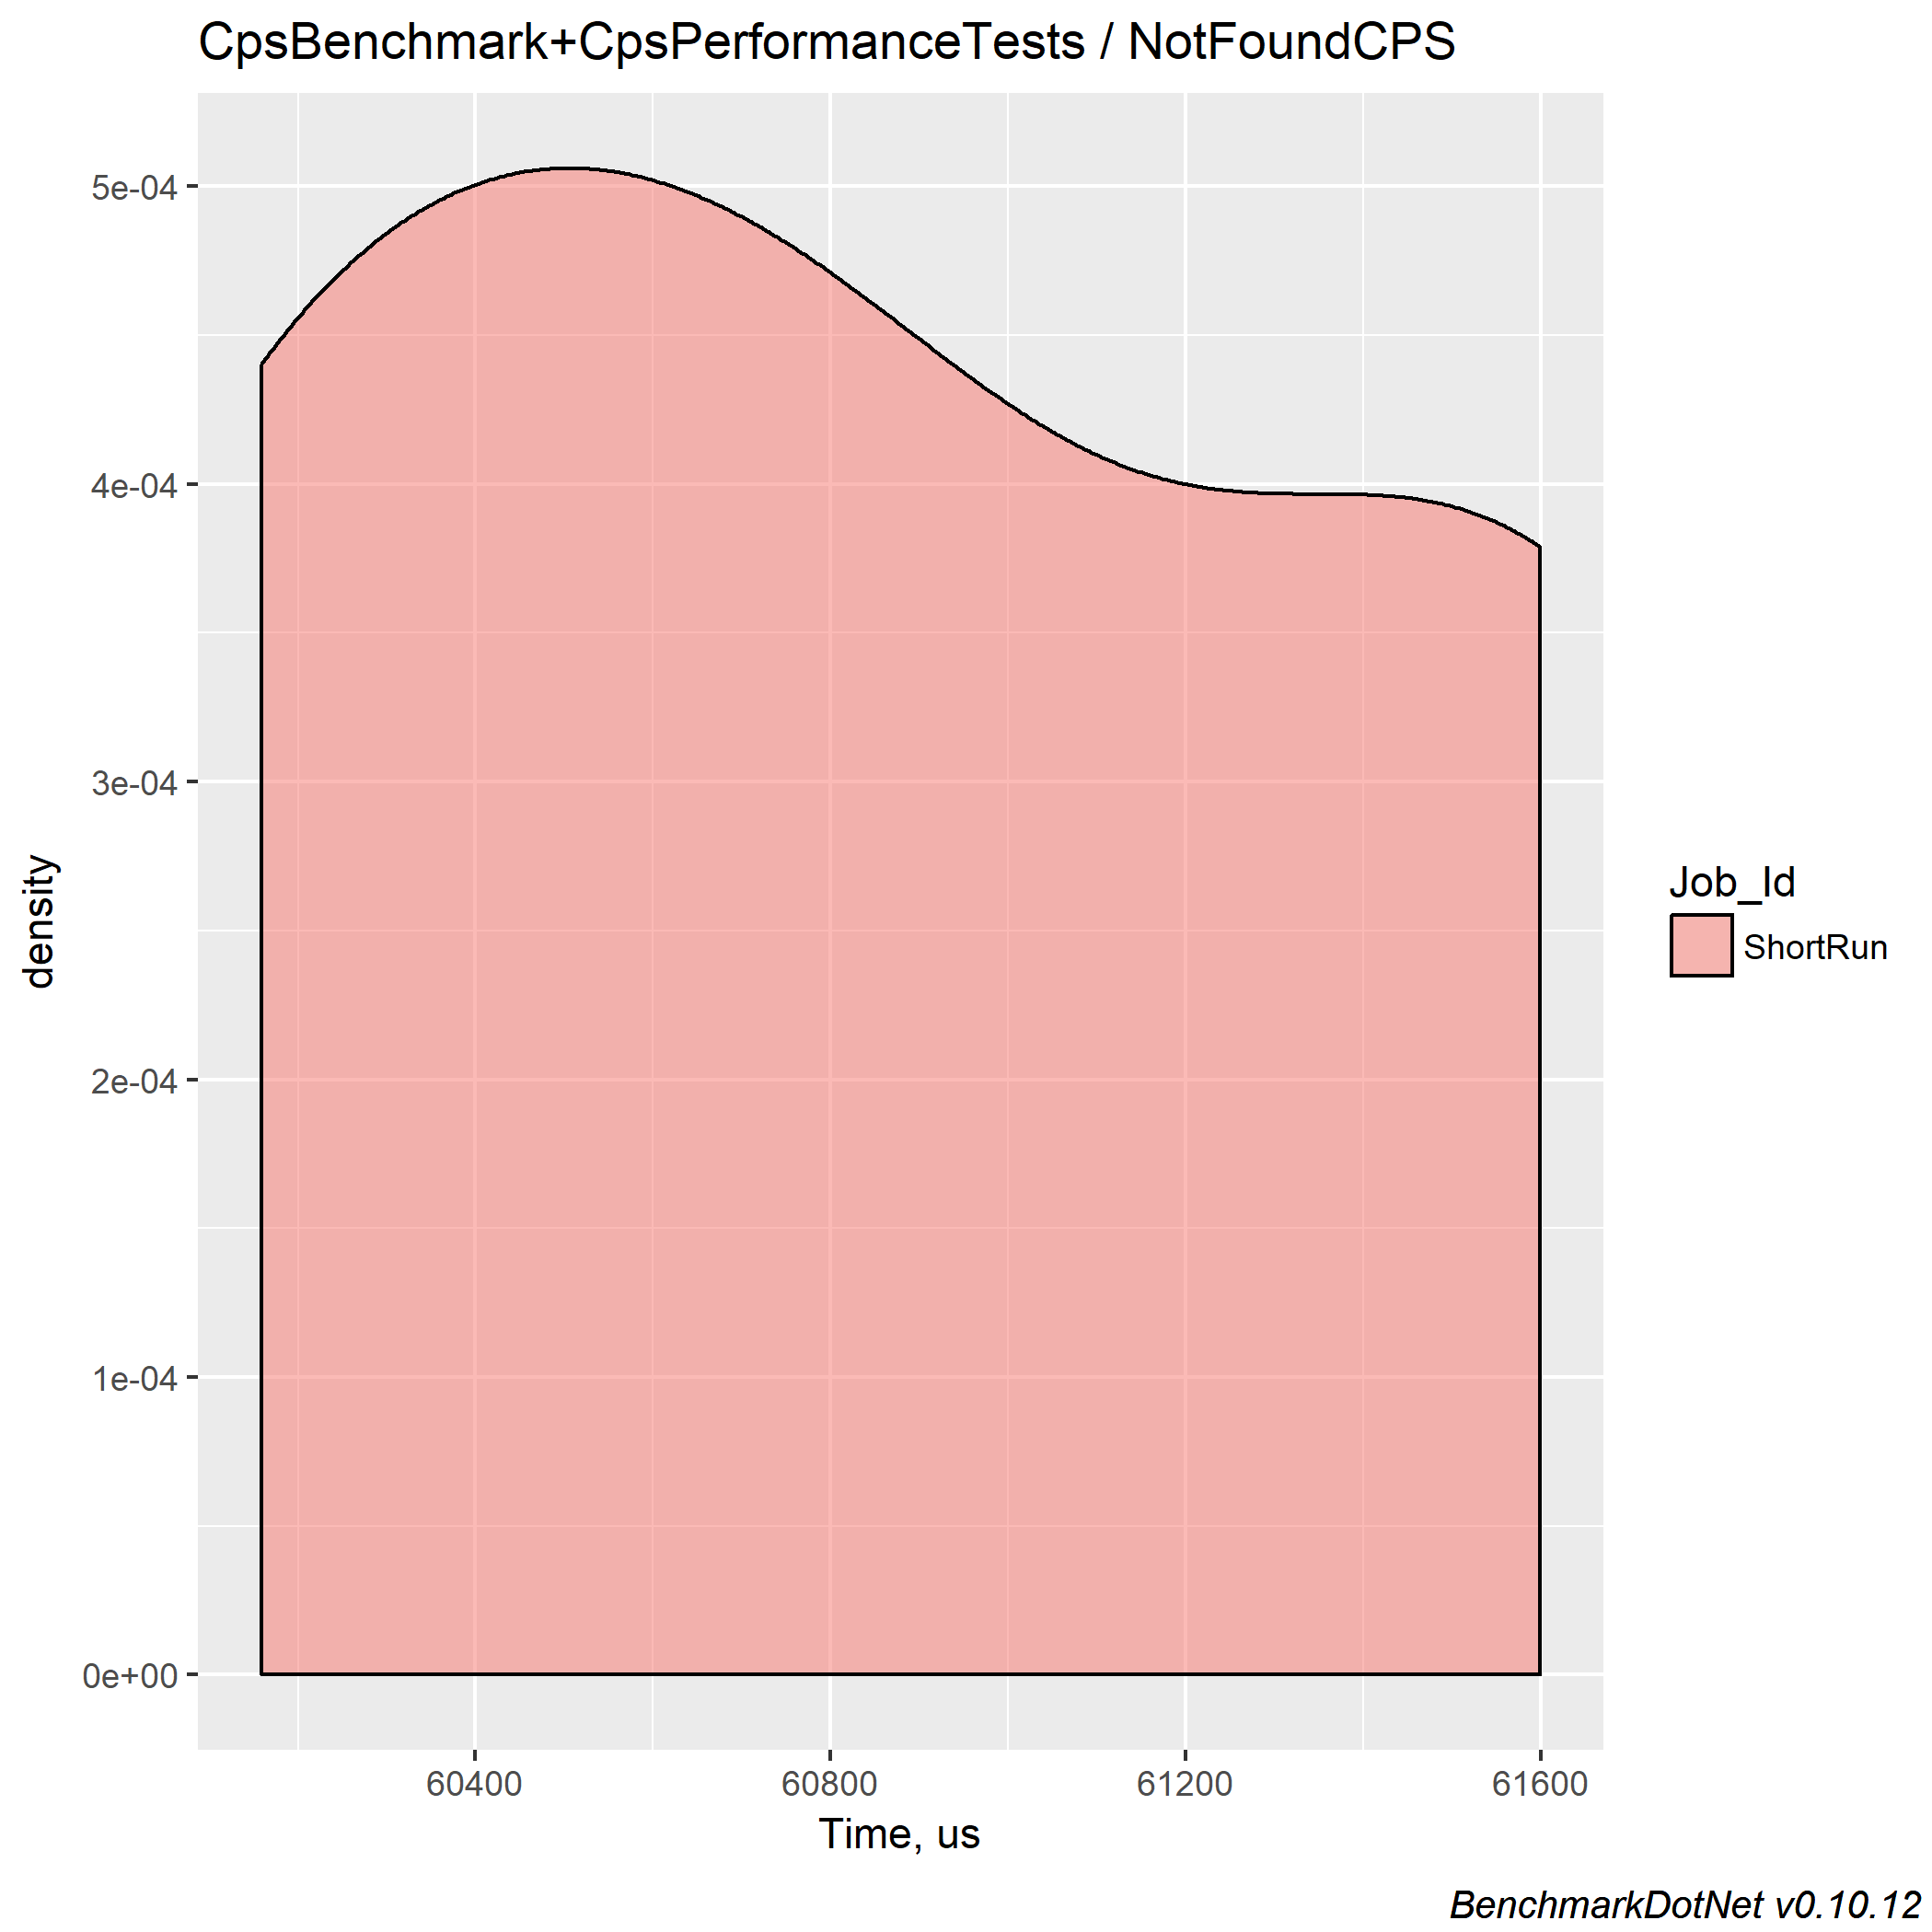 CpsBenchmark+CpsPerformanceTests / NotFoundCPS
5e-04
4e-04
3e-04
2e-04
1e-04
0e+00
density
60400 60800 61200 61600
Time, us
Job_Id
ShortRun
BenchmarkDotNet v0.10.12